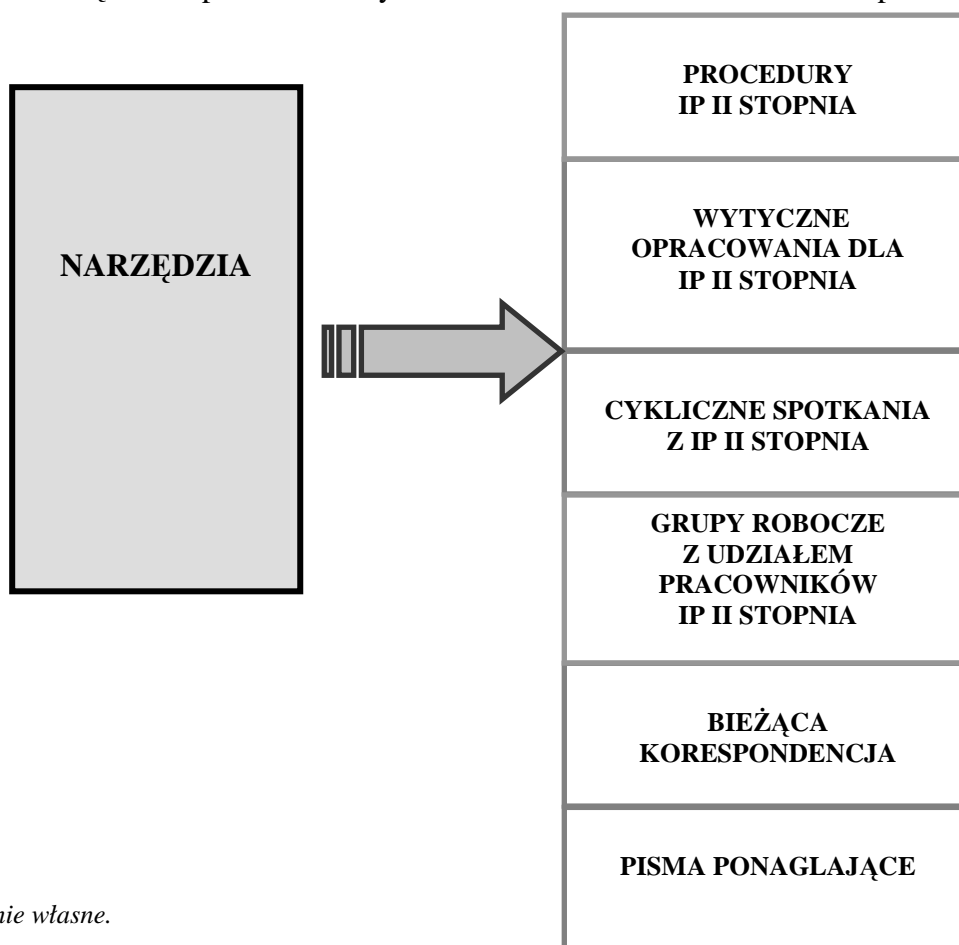 NARZĘDZIA
PROCEDURY
IP II STOPNIA
WYTYCZNE
OPRACOWANIA DLA
IP II STOPNIA
CYKLICZNE SPOTKANIA
Z IP II STOPNIA
GRUPY ROBOCZE
Z UDZIAŁEM
PRACOWNIKÓW
IP II STOPNIA
BIEŻĄCA
KORESPONDENCJA
PISMA PONAGLAJĄCE
nie własne.